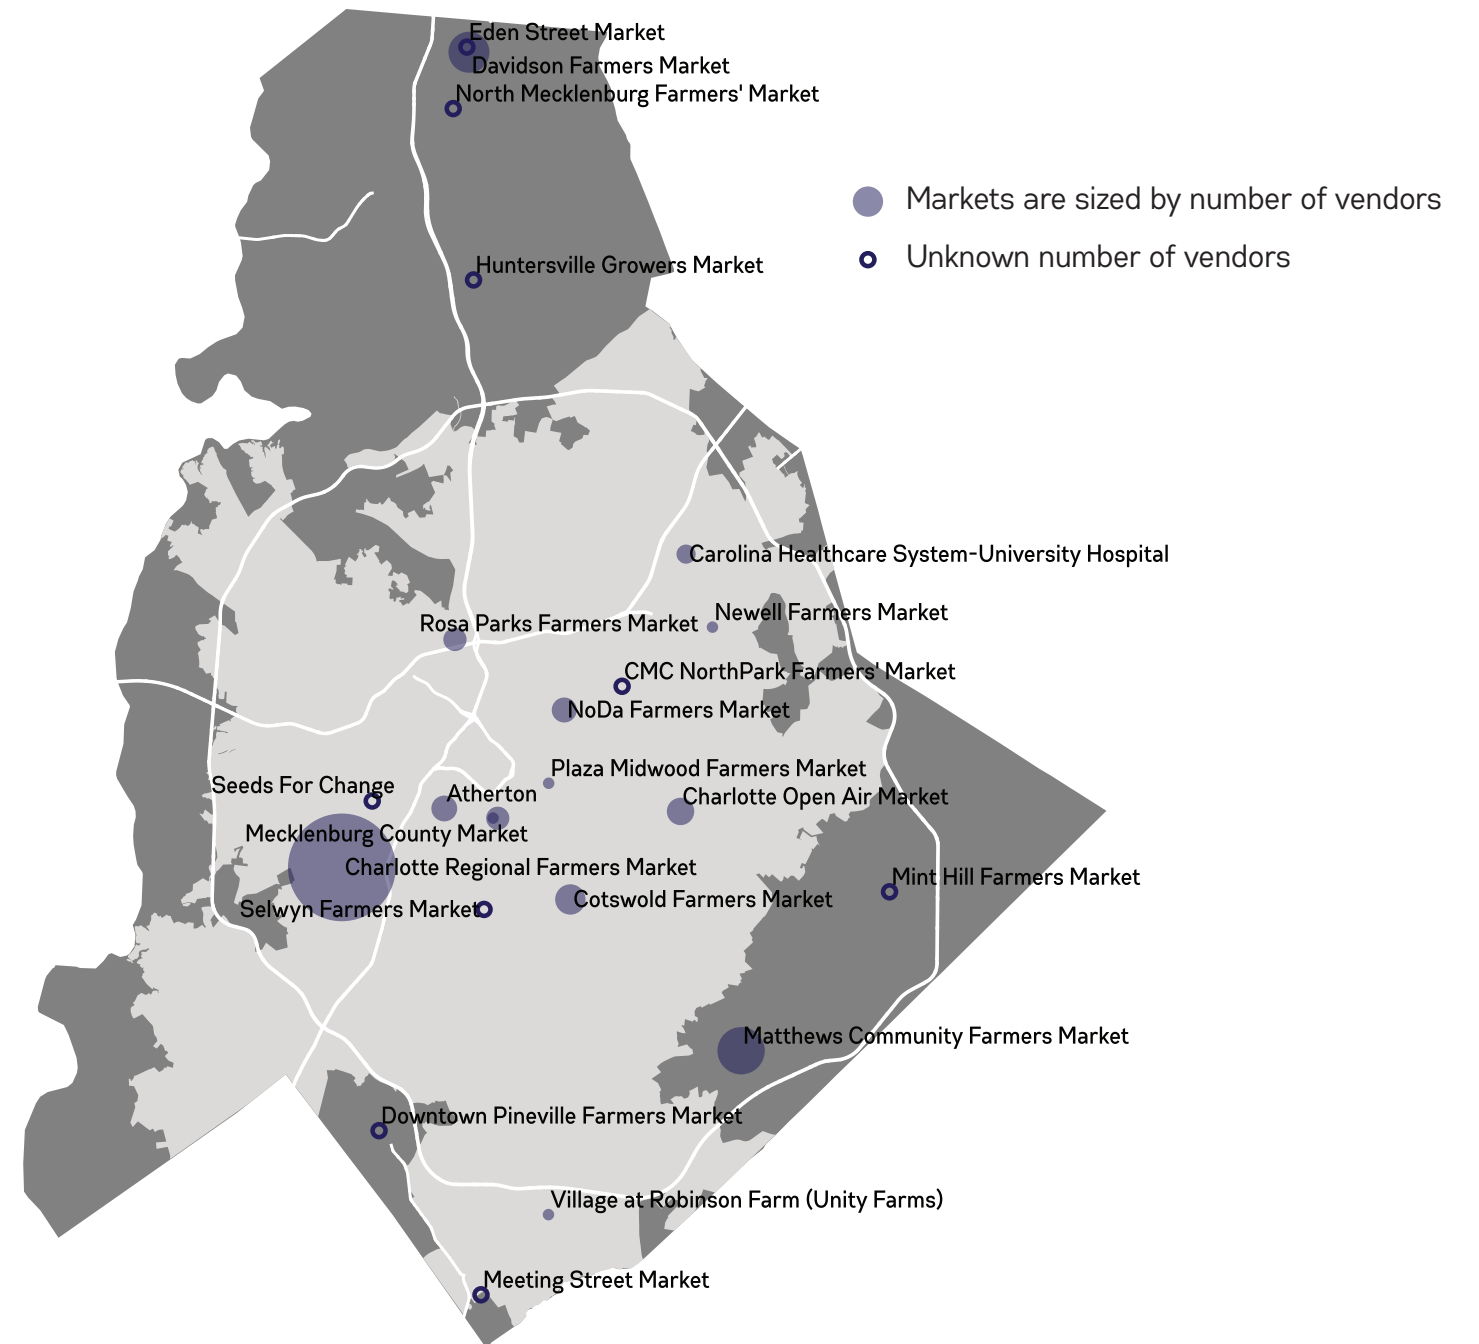 Eden Street Market
Davidson Farmers Market
North Mecklenburg Farmers' Market
Markets are sized by number of vendors
Unknown number of vendors
Huntersville Growers Market
Carolina Healthcare System-University Hospital
Newell Farmers Market
Rosa Parks Farmers Market
CMC NorthPark Farmers' Market
NoDa Farmers Market
Plaza Midwood Farmers Market
Seeds For Change
Atherton
Charlotte Open Air Market
Mecklenburg County Market
Charlotte Regional Farmers Market
Mint Hill Farmers Market
Selwyn Farmers Market
Cotswold Farmers Market
Matthews Community Farmers Market
Downtown Pineville Farmers Market
Village at Robinson Farm (Unity Farms)
Meeting Street Market